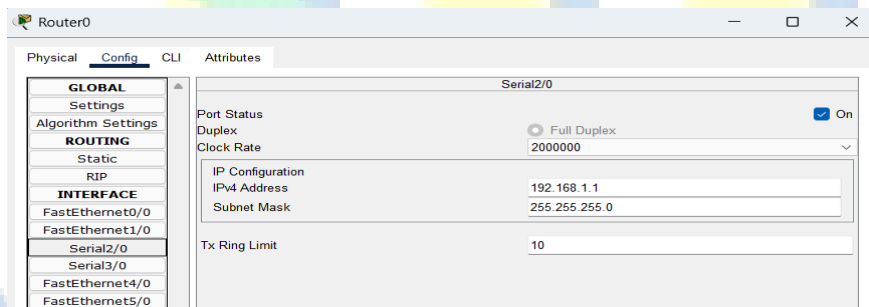 Router0
Physical Config CLI Attributes
GLOBAL
Settings
Algorithm Settings
ROUTING
Static
RIP
INTERFACE
FastEthernet0/0
FastEthernet1/0
Serial2/0
Serial3/0
FastEthernet4/0
FastEthernet5/0
Serial2/0
Port Status On
Duplex Full Duplex
Clock Rate 2000000
IP Configuration
IPv4 Address 192.168.1.1
Subnet Mask 255.255.255.0
Tx Ring Limit 10